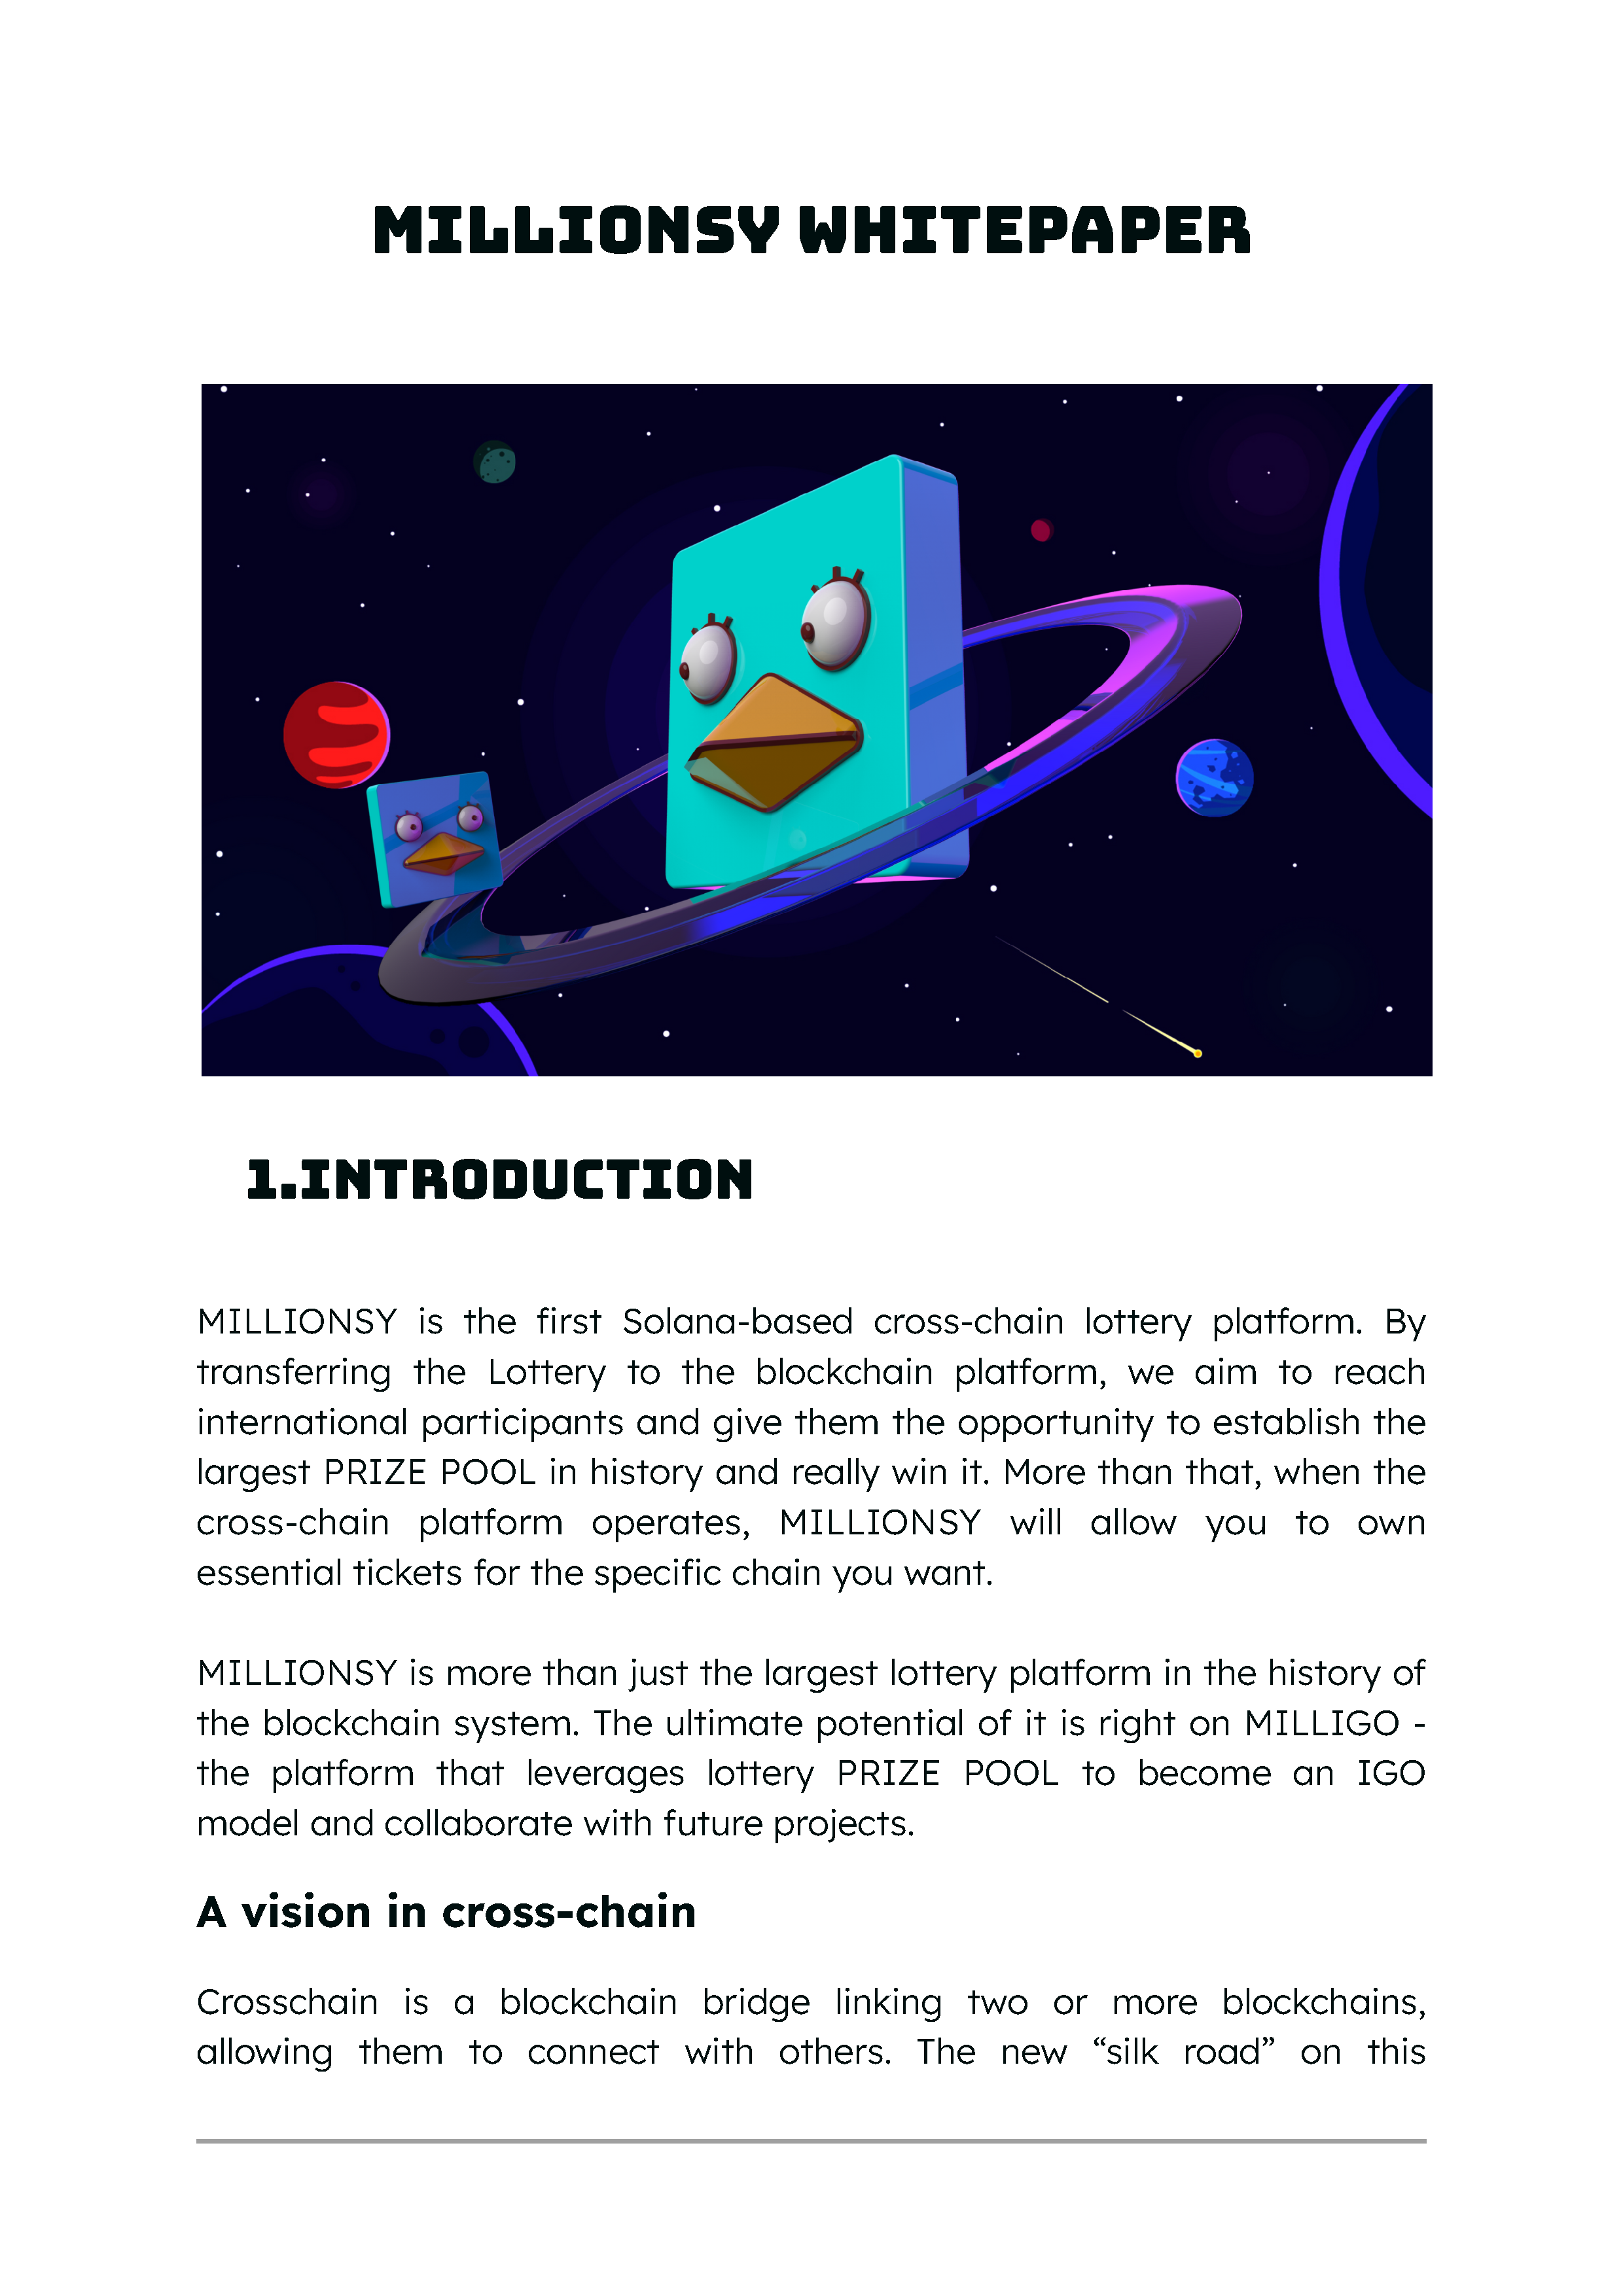 MILLIONSY WHITEPAPER
1.INTRODUCTION
MILLIONSY is the first Solana-based cross-chain lottery platform. By
transferring the Lottery to the blockchain platform, we aim to reach
international participants and give them the opportunity to establish the
largest PRIZE POOL in history and really win it. More than that, when the
cross-chain platform operates, MILLIONSY will allow you to own
essential tickets for the specific chain you want.
MILLIONSY is more than just the largest lottery platform in the history of
the blockchain system. The ultimate potential of it is right on MILLIGO -
the platform that leverages lottery PRIZE POOL to become an IGO
model and collaborate with future projects.
A vision in cross-chain
Crosschain is a blockchain bridge linking two or more blockchains,
allowing them to connect with others. The new “silk road” on this